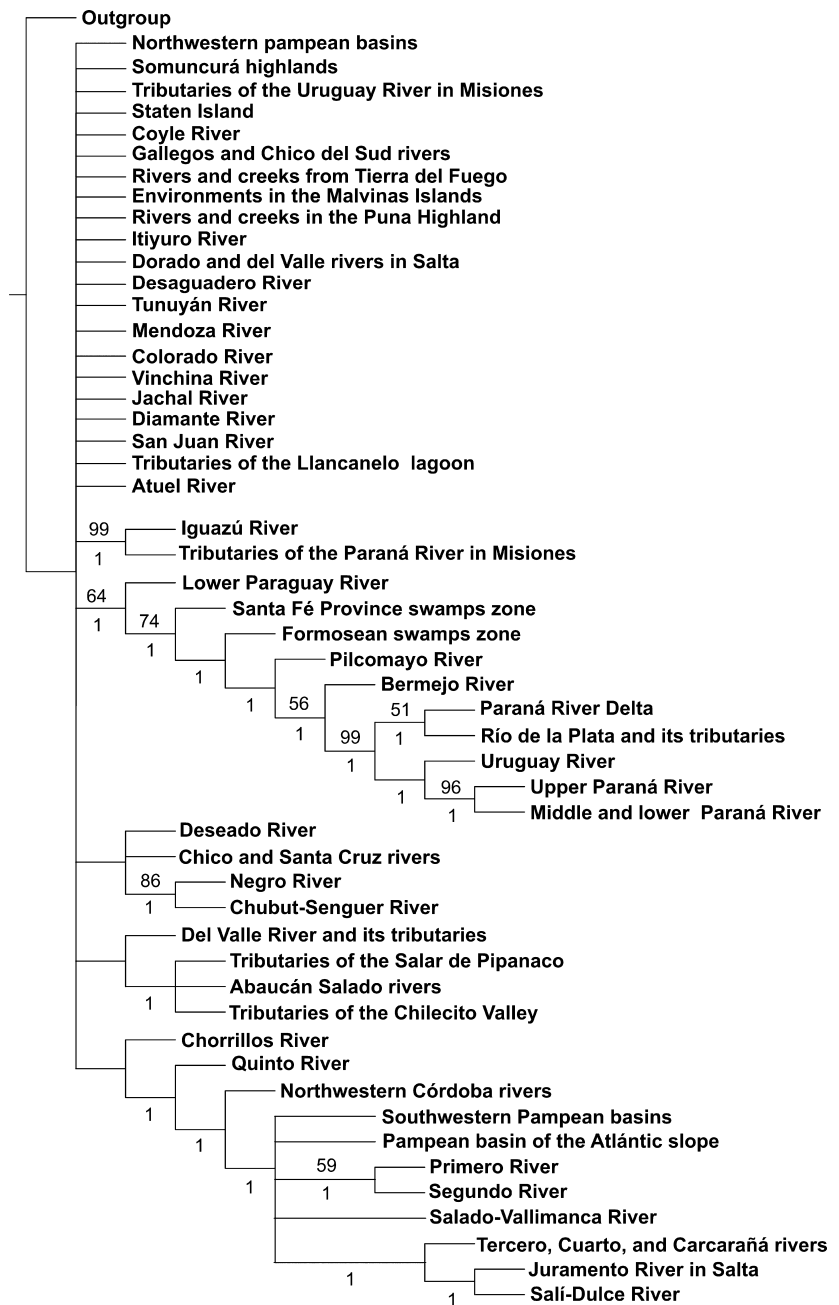 Outgroup
Northwestern pampean basins
Somuncurá highlands
Tributaries of the Uruguay River in Misiones
Staten Island
Coyle River
Gallegos and Chico del Sud rivers
Rivers and creeks from Tierra del Fuego
Environments in the Malvinas Islands
Rivers and creeks in the Puna Highland
Itiyuro River
Dorado and del Valle rivers in Salta
Desaguadero River
Tunuyán River
Mendoza River
Colorado River
Vinchina River
Jachal River
Diamante River
San Juan River
Tributaries of the Llancanelo lagoon
Atuel River
99
Iguazú River
1
Tributaries of the Paraná River in Misiones
Lower Paraguay River
64
1
74
Santa Fé Province swamps zone
1
Formosean swamps zone
1
Pilcomayo River
1
56
Bermejo River
1
51
Paraná River Delta
99
1
Río de la Plata and its tributaries
1
Uruguay River
1
96
Upper Paraná River
1
Middle and lower Paraná River
Deseado River
Chico and Santa Cruz rivers
86
Negro River
1
Chubut-Senguer River
Del Valle River and its tributaries
Tributaries of the Salar de Pipanaco
Abaucán Salado rivers
1
Tributaries of the Chilecito Valley
Chorrillos River
Quinto River
1
Northwestern Córdoba rivers
1
Southwestern Pampean basins
Pampean basin of the Atlántic slope
1
59
Primero River
1
Segundo River
Salado-Vallimanca River
Tercero, Cuarto, and Carcarañá rivers
1
Juramento River in Salta
1
Salí-Dulce River